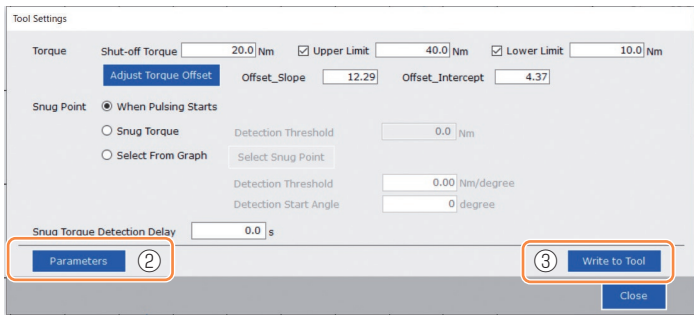 Tool Settings
Torque Shut-off Torque 20.0 Nm Upper Limit 40.0 Nm Lower Limit 10.0 Nm
Adjust Torque Offset Offset_Slope 12.29 Offset_Intercept 4.37
Snug Point When Pulsing Starts
Snug Torque Detection Threshold 0.0 Nm
Select From Graph Select Snug Point
Detection Threshold 0.00 Nm/degree
Detection Start Angle 0 degree
Snug Torque Detection Delay 0.0 s
Parameters ② ③ Write to Tool
Close